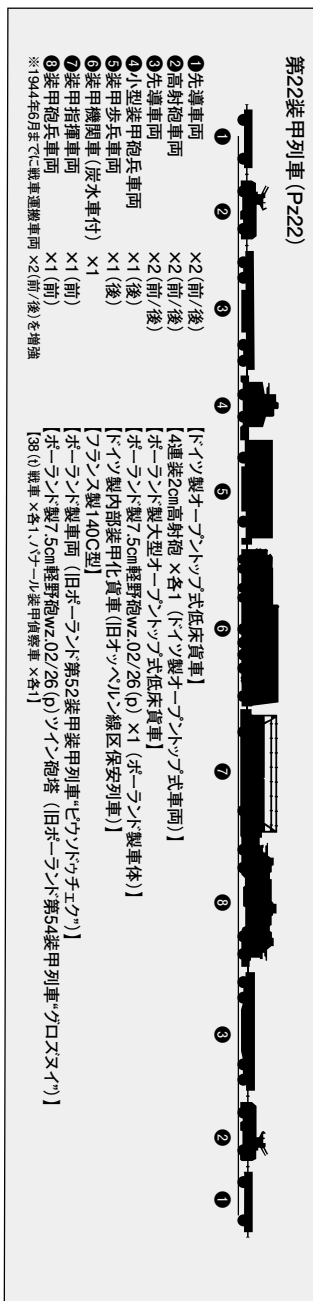 第22装甲列車（Pz22）
❶ ❷ ❸ ❹ ❺ ❻ ❼ ❽ ❸ ❷ ❶
❶先導車両 ×2（前/後） 【ドイツ製オープントップ式低床貨車】
❷高射砲車両 ×2（前/後） 【4連装2cm高射砲 ×各1（ドイツ製オープントップ式車両）】
❸先導車両 ×2（前/後） 【ポーランド製大型オープントップ式低床貨車】
❹小型装甲砲兵車両 ×1（後） 【ポーランド製7.5cm軽野砲wz.02/26（p）×1（ポーランド製車体）】
❺装甲歩兵車両 ×1（後） 【ドイツ製内部装甲化貨車（旧オッペルン線区保安列車）】
❻装甲機関車（炭水車付） ×1 【フランス製140C型】
❼装甲指揮車両 ×1（前） 【ポーランド製車両（旧ポーランド第52装甲列車“ピウソドゥチェク”）】
❽装甲砲兵車両 ×1（前） 【ポーランド製7.5cm軽野砲wz.02/26（p）ツイン砲塔（旧ポーランド第54装甲列車“グロズヌイ”）】
※1944年6月までに戦車運搬車両 ×2（前/後）を増強 【38（t）戦車 ×各1、パナール装甲偵察車 ×各1】